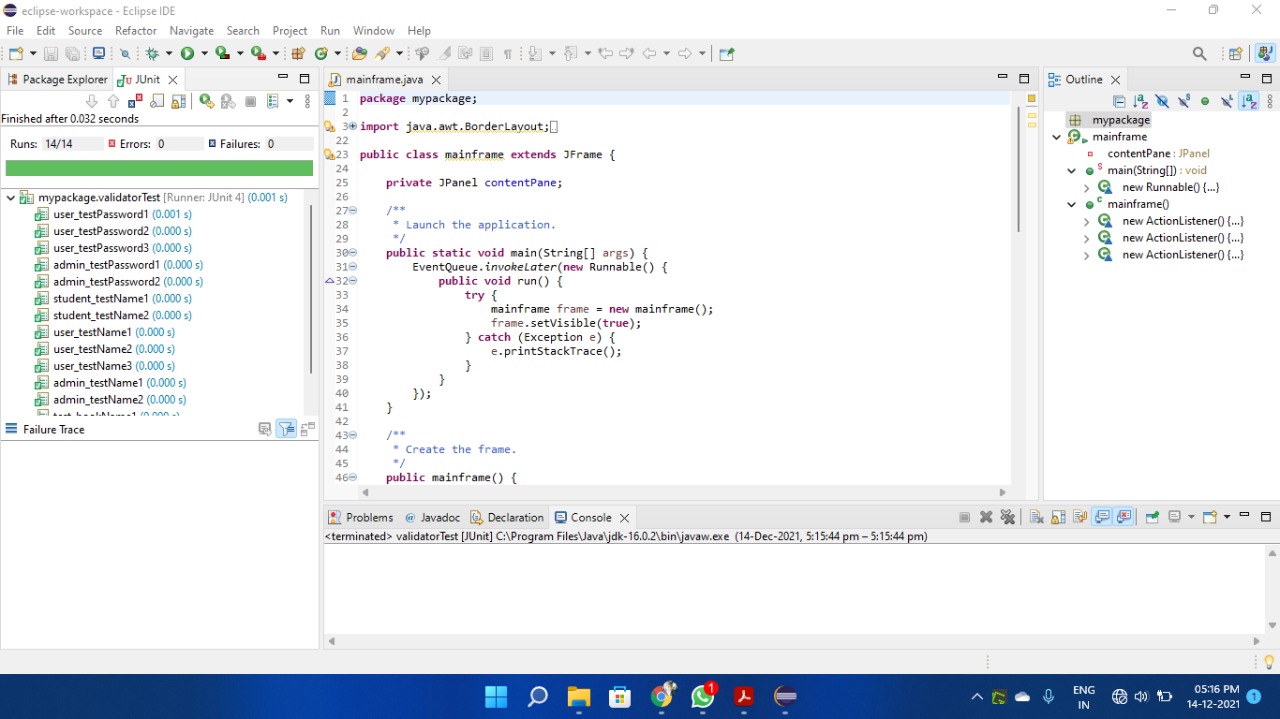 eclipse-workspace - Eclipse IDE
File Edit Source Refactor Navigate Search Project Run Window Help
Package Explorer JUnit
Finished after 0.032 seconds
Runs: 14/14 Errors: 0 Failures: 0
mypackage.validatorTest [Runner: JUnit 4] (0.001 s)
user_testPassword1 (0.001 s)
user_testPassword2 (0.000 s)
user_testPassword3 (0.000 s)
admin_testPassword1 (0.000 s)
admin_testPassword2 (0.000 s)
student_testName1 (0.000 s)
student_testName2 (0.000 s)
user_testName1 (0.000 s)
user_testName2 (0.000 s)
user_testName3 (0.000 s)
admin_testName1 (0.000 s)
admin_testName2 (0.000 s)
Failure Trace
mainframe.java
1 package mypackage;
2
3 import java.awt.BorderLayout;
22
23 public class mainframe extends JFrame {
24
25 private JPanel contentPane;
26
27 /**
28 * Launch the application.
29 */
30 public static void main(String[] args) {
31 EventQueue.invokeLater(new Runnable() {
32 public void run() {
33 try {
34 mainframe frame = new mainframe();
35 frame.setVisible(true);
36 } catch (Exception e) {
37 e.printStackTrace();
38 }
39 }
40 });
41 }
42
43 /**
44 * Create the frame.
45 */
46 public mainframe() {
Outline
mypackage
mainframe
contentPane : JPanel
main(String[]) : void
new Runnable() {...}
mainframe()
new ActionListener() {...}
new ActionListener() {...}
new ActionListener() {...}
Problems Javadoc Declaration Console
<terminated> validatorTest [JUnit] C:\Program Files\Java\jdk-16.0.2\bin\javaw.exe (14-Dec-2021, 5:15:44 pm – 5:15:44 pm)
1
ENG
IN
05:16 PM
14-12-2021
1